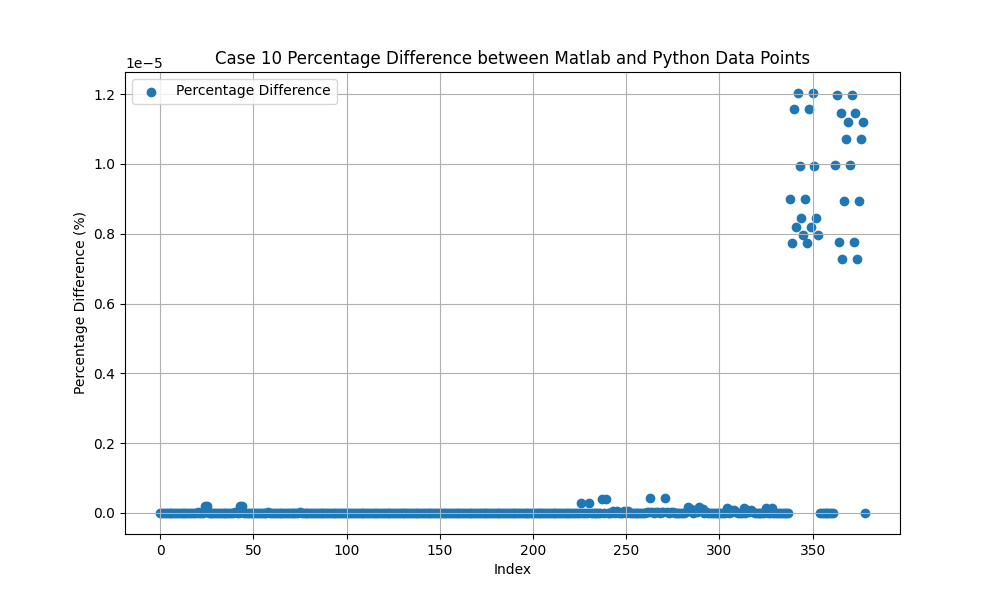 Case 10 Percentage Difference between Matlab and Python Data Points
1e−5
Percentage Difference
1.2
1.0
0.8
0.6
0.4
0.2
0.0
Percentage Difference (%)
0 50 100 150 200 250 300 350
Index